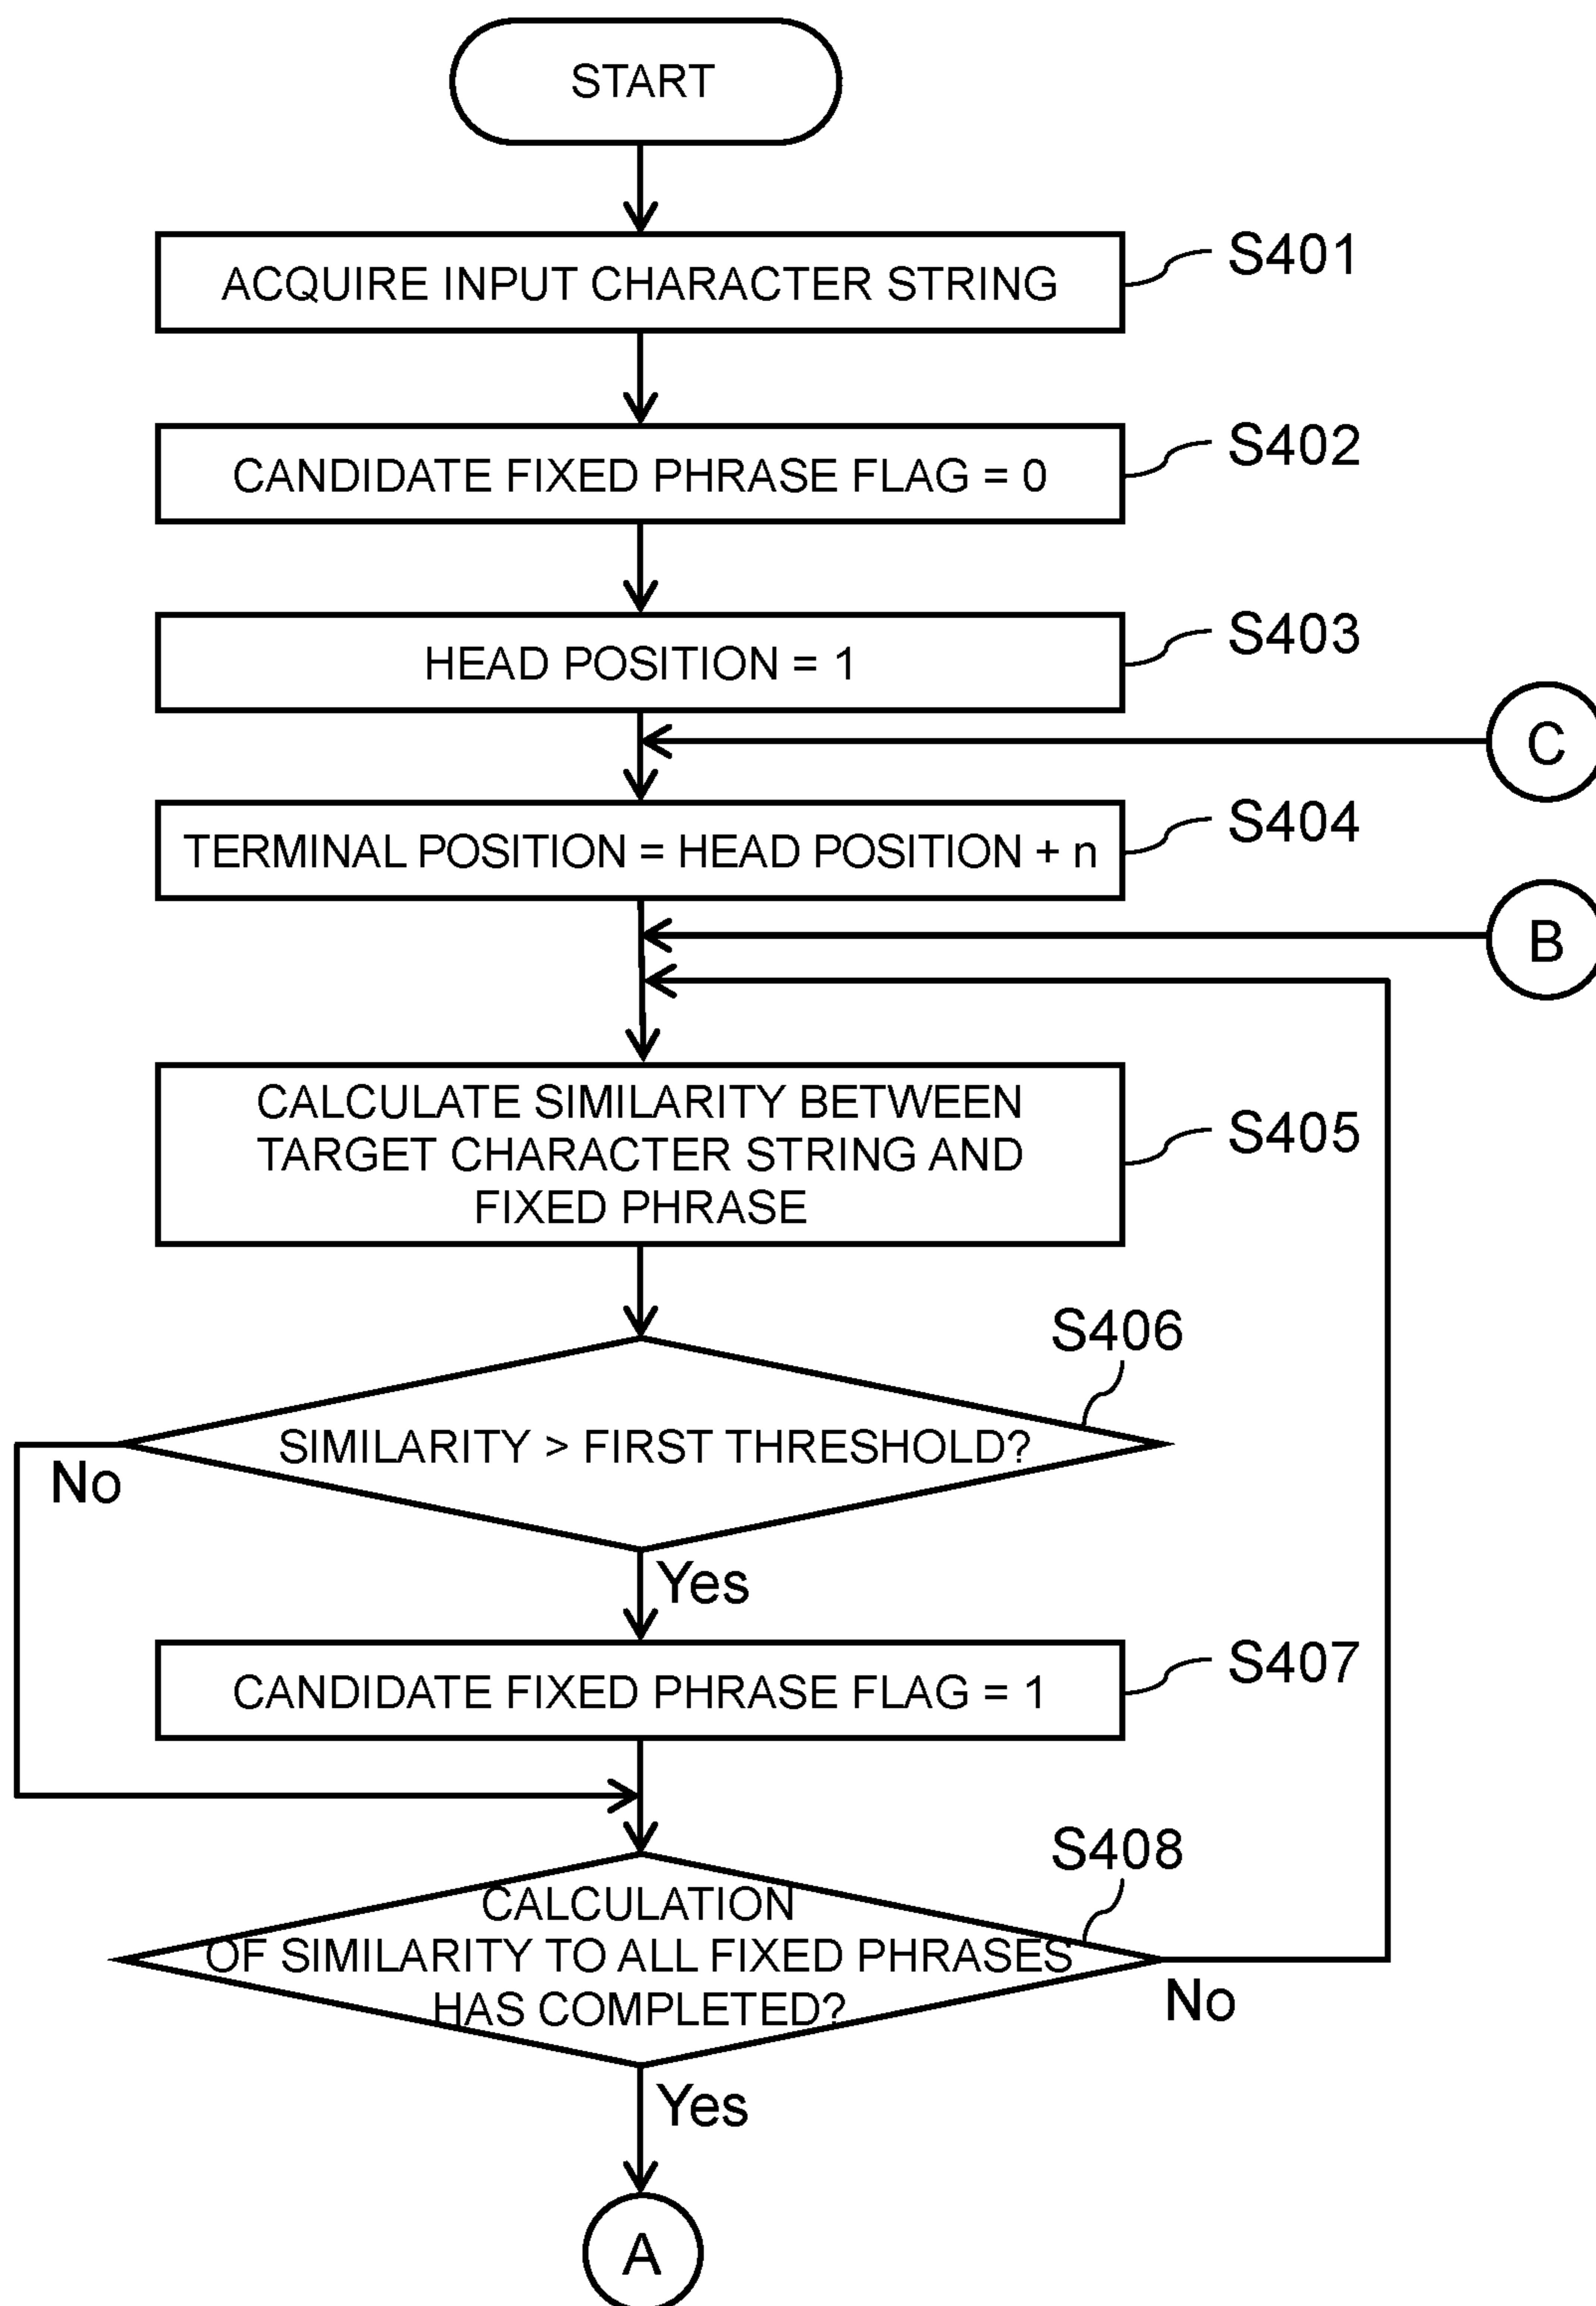 START
ACQUIRE INPUT CHARACTER STRING
S401
CANDIDATE FIXED PHRASE FLAG = 0
S402
HEAD POSITION = 1
S403
C
TERMINAL POSITION = HEAD POSITION + n
S404
B
CALCULATE SIMILARITY BETWEEN
TARGET CHARACTER STRING AND
FIXED PHRASE
S405
S406
SIMILARITY > FIRST THRESHOLD?
No
Yes
CANDIDATE FIXED PHRASE FLAG = 1
S407
S408
CALCULATION
OF SIMILARITY TO ALL FIXED PHRASES
HAS COMPLETED?
No
Yes
A